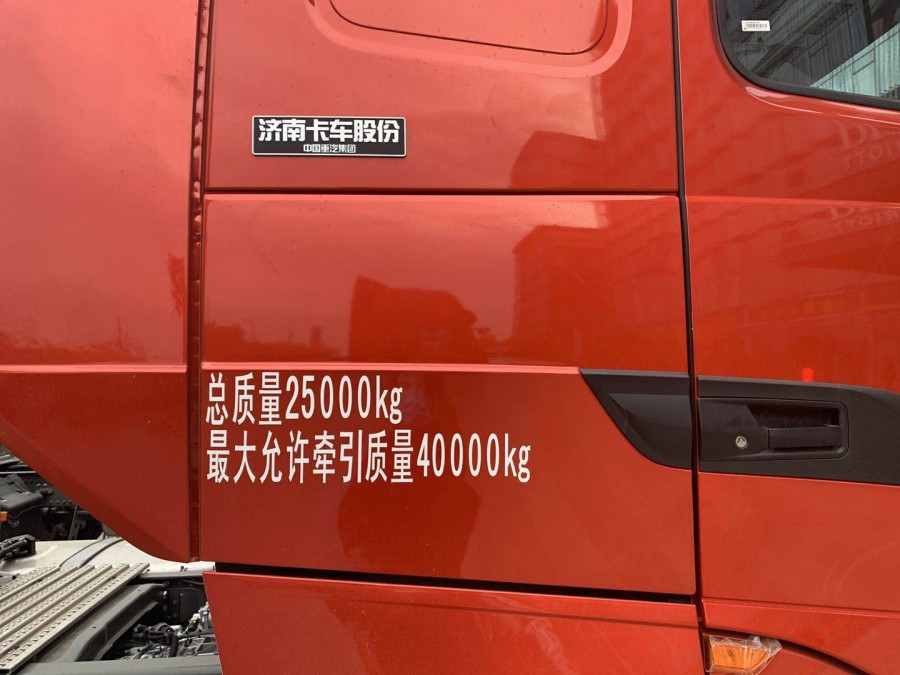 济南卡车股份
中国重汽集团
总质量25000kg
最大允许牵引质量40000kg